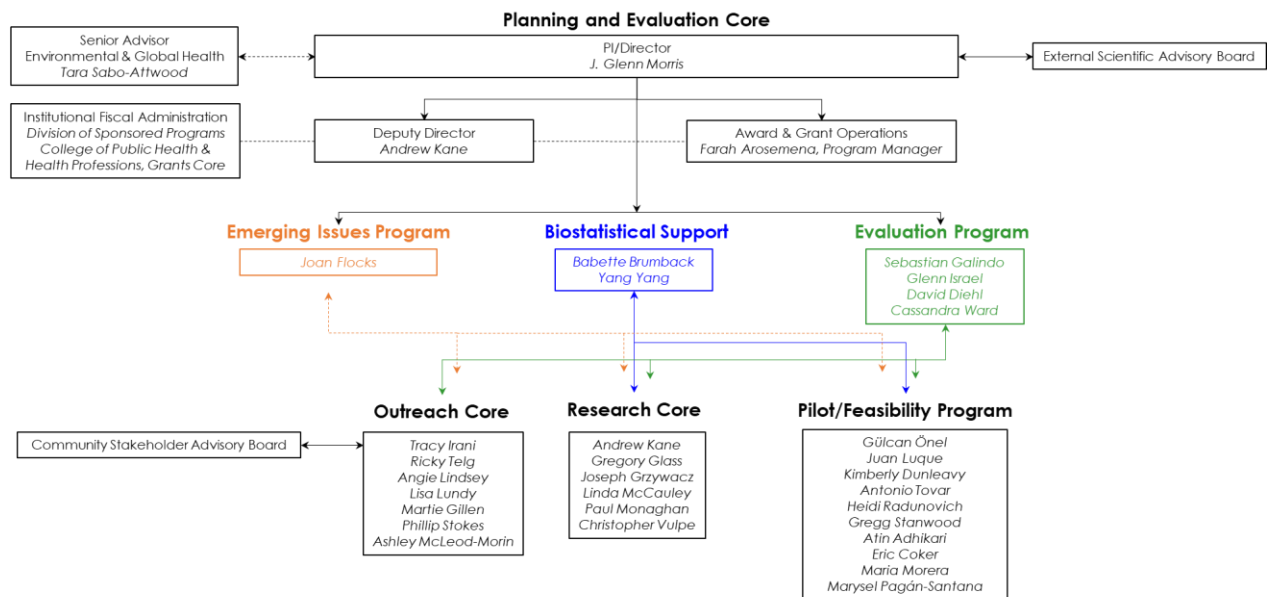 Planning and Evaluation Core
Senior Advisor
Environmental & Global Health
Tara Sabo-Attwood
PI/Director
J. Glenn Morris
External Scientific Advisory Board
Institutional Fiscal Administration
Division of Sponsored Programs
College of Public Health &
Health Professions, Grants Core
Deputy Director
Andrew Kane
Award & Grant Operations
Farah Arosemena, Program Manager
Emerging Issues Program
Joan Flocks
Biostatistical Support
Babette Brumback
Yang Yang
Evaluation Program
Sebastian Galindo
Glenn Israel
David Diehl
Cassandra Ward
Community Stakeholder Advisory Board
Outreach Core
Tracy Irani
Ricky Telg
Angie Lindsey
Lisa Lundy
Martie Gillen
Phillip Stokes
Ashley McLeod-Morin
Research Core
Andrew Kane
Gregory Glass
Joseph Grzywacz
Linda McCauley
Paul Monaghan
Christopher Vulpe
Pilot/Feasibility Program
Gülcan Önel
Juan Luque
Kimberly Dunleavy
Antonio Tovar
Heidi Radunovich
Gregg Stanwood
Atin Adhikari
Eric Coker
Maria Morera
Marysel Pagán-Santana